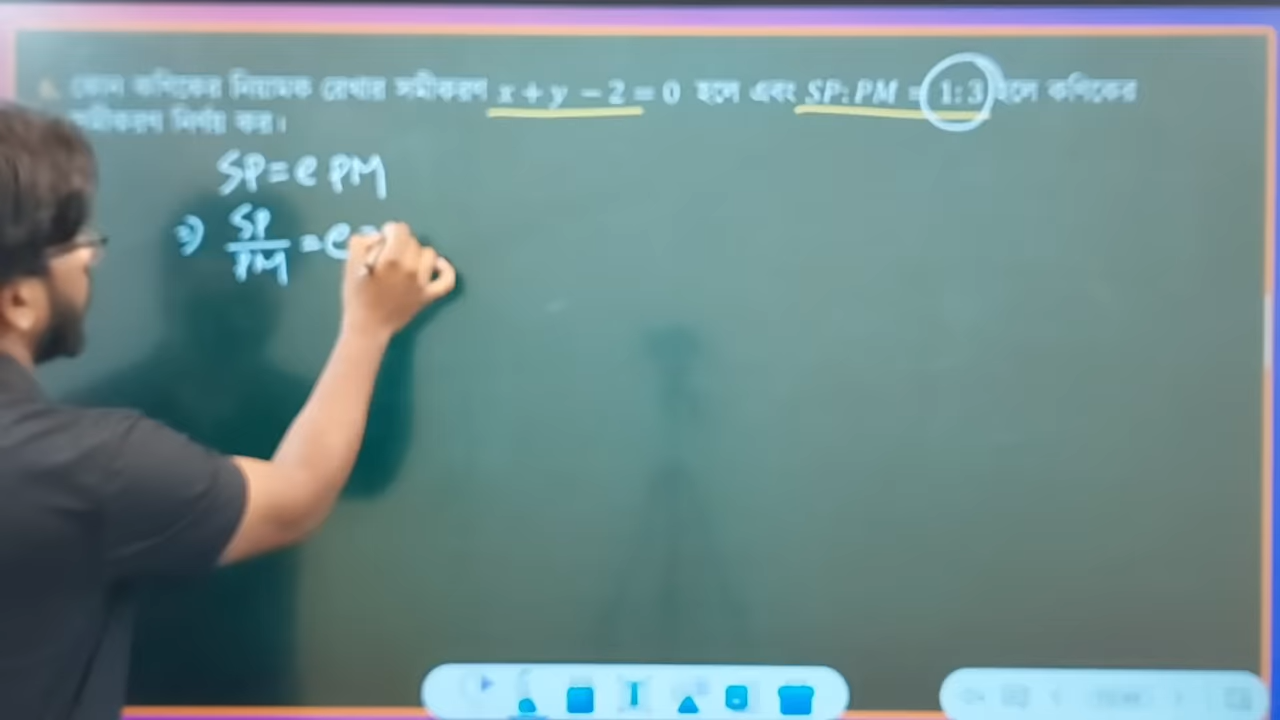 কোন কণিকের নিয়ামক রেখার সমীকরণ x + y − 2 = 0 হলে এবং SP: PM = 1: 3 হলে কণিকের
সমীকরণ নির্ণয় কর।
SP = e PM
⇒ SP/PM = e =